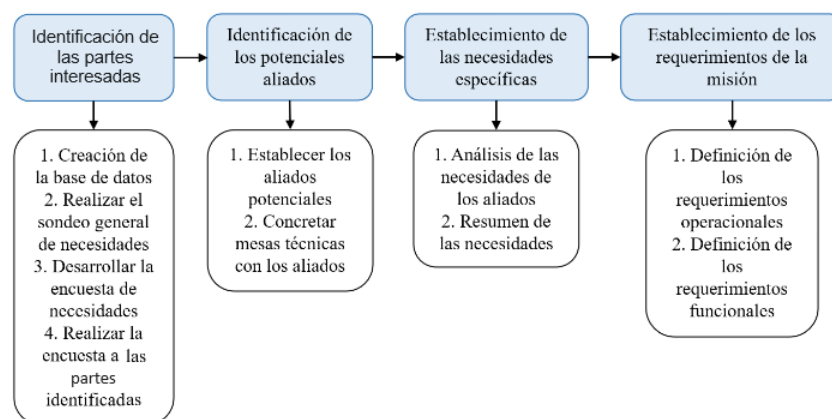 Identificación de
las partes
interesadas
Identificación de
los potenciales
aliados
Establecimiento de
las necesidades
específicas
Establecimiento de los
requerimientos de la
misión
1. Creación de
la base de datos
2. Realizar el
sondeo general
de necesidades
3. Desarrollar la
encuesta de
necesidades
4. Realizar la
encuesta a las
partes
identificadas
1. Establecer los
aliados
potenciales
2. Concretar
mesas técnicas
con los aliados
1. Análisis de las
necesidades de
los aliados
2. Resumen de
las necesidades
1. Definición de
los
requerimientos
operacionales
2. Definición de
los
requerimientos
funcionales